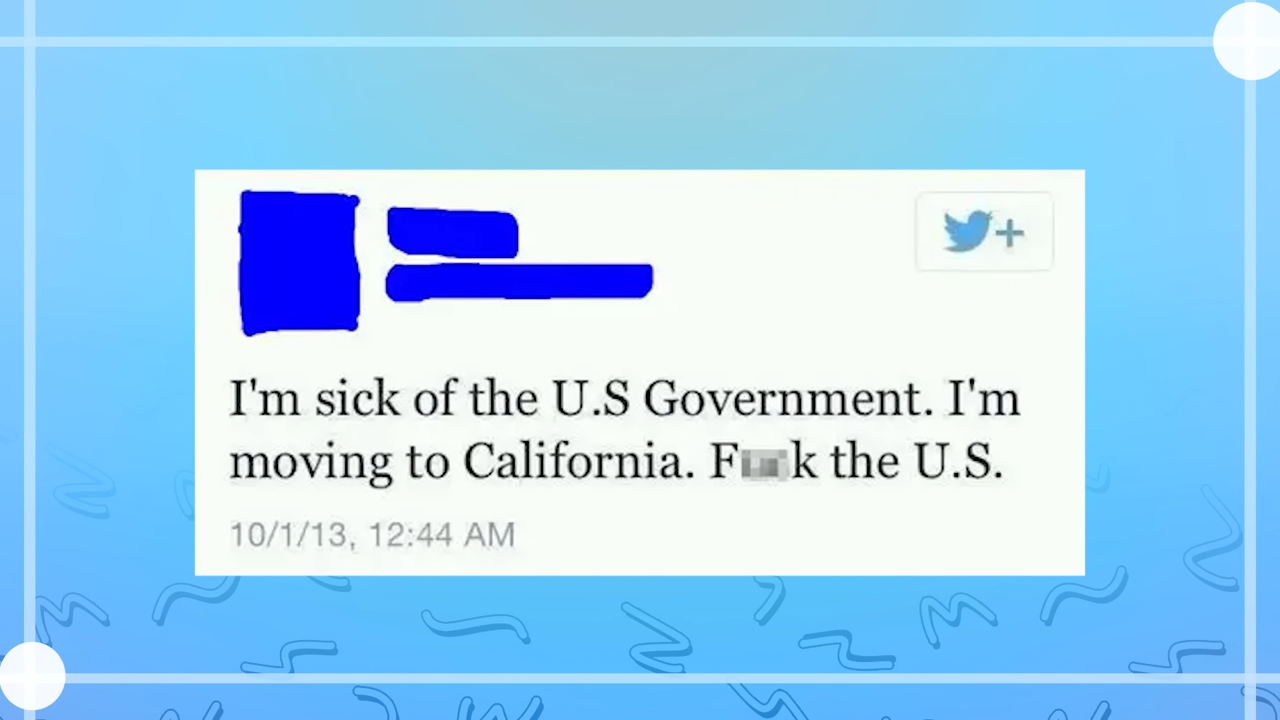 I'm sick of the U.S Government. I'm
moving to California. F k the U.S.
10/1/13, 12:44 AM